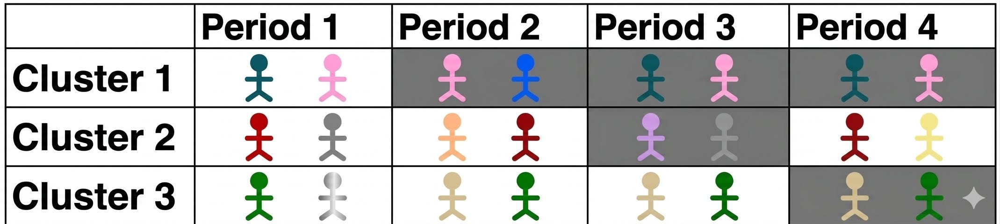 Period 1 Period 2 Period 3 Period 4
Cluster 1
Cluster 2
Cluster 3